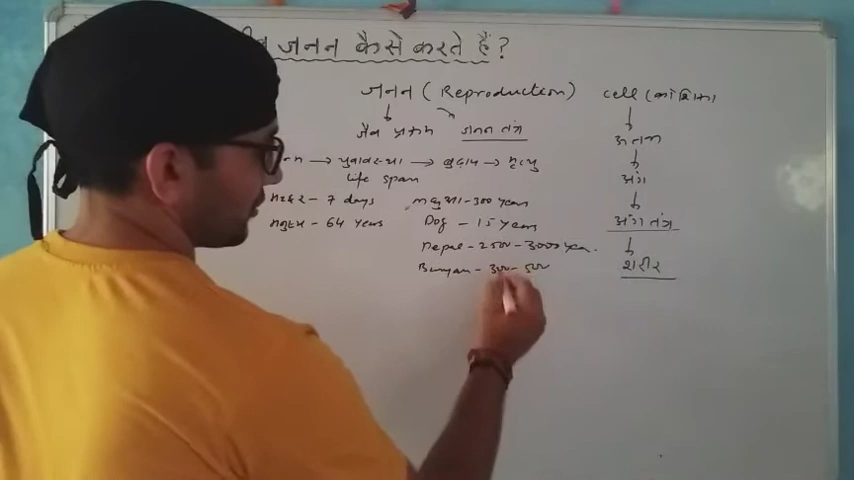 जनन कैसे करते हैं?
जनन ( Reproduction)
cell (कोशिका)
जैव प्रक्रम जनन तंत्र
ऊतक
→ युवावस्था → बुढ़ापा → मृत्यु
अंग
life span
मच्छर - 7 days
कछुआ - 300 years
मनुष्य - 64 years
Dog - 15 years
अंग तंत्र
Pepal - 2500 - 3000 year.
Banyan - 300 - 500
शरीर